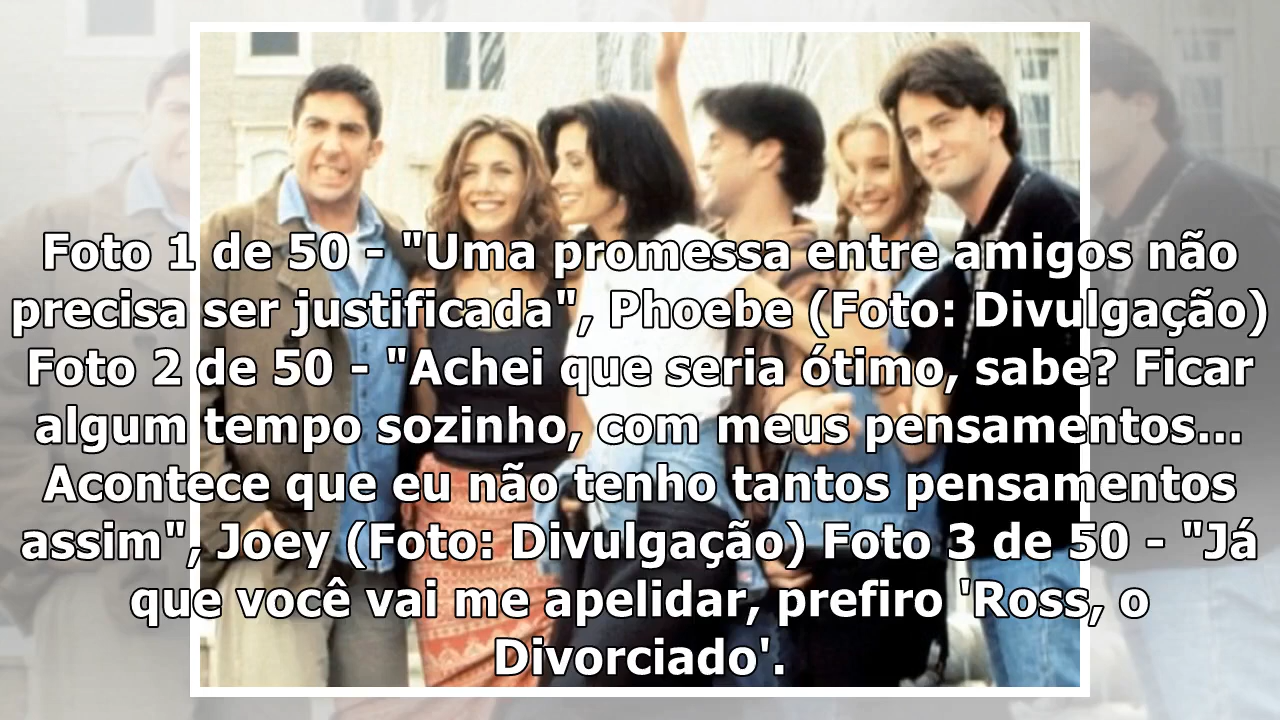 Foto 1 de 50 - "Uma promessa entre amigos não
precisa ser justificada", Phoebe (Foto: Divulgação)
Foto 2 de 50 - "Achei que seria ótimo, sabe? Ficar
algum tempo sozinho, com meus pensamentos...
Acontece que eu não tenho tantos pensamentos
assim", Joey (Foto: Divulgação) Foto 3 de 50 - "Já
que você vai me apelidar, prefiro 'Ross, o
Divorciado'.